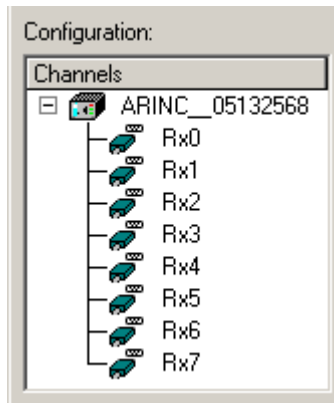 Configuration:
Channels
ARINC__05132568
Rx0
Rx1
Rx2
Rx3
Rx4
Rx5
Rx6
Rx7